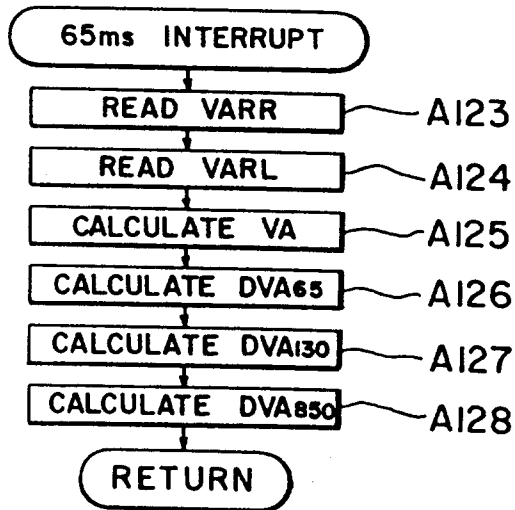 65ms INTERRUPT
READ VARR A123
READ VARL A124
CALCULATE VA A125
CALCULATE DVA65 A126
CALCULATE DVA130 A127
CALCULATE DVA850 A128
RETURN